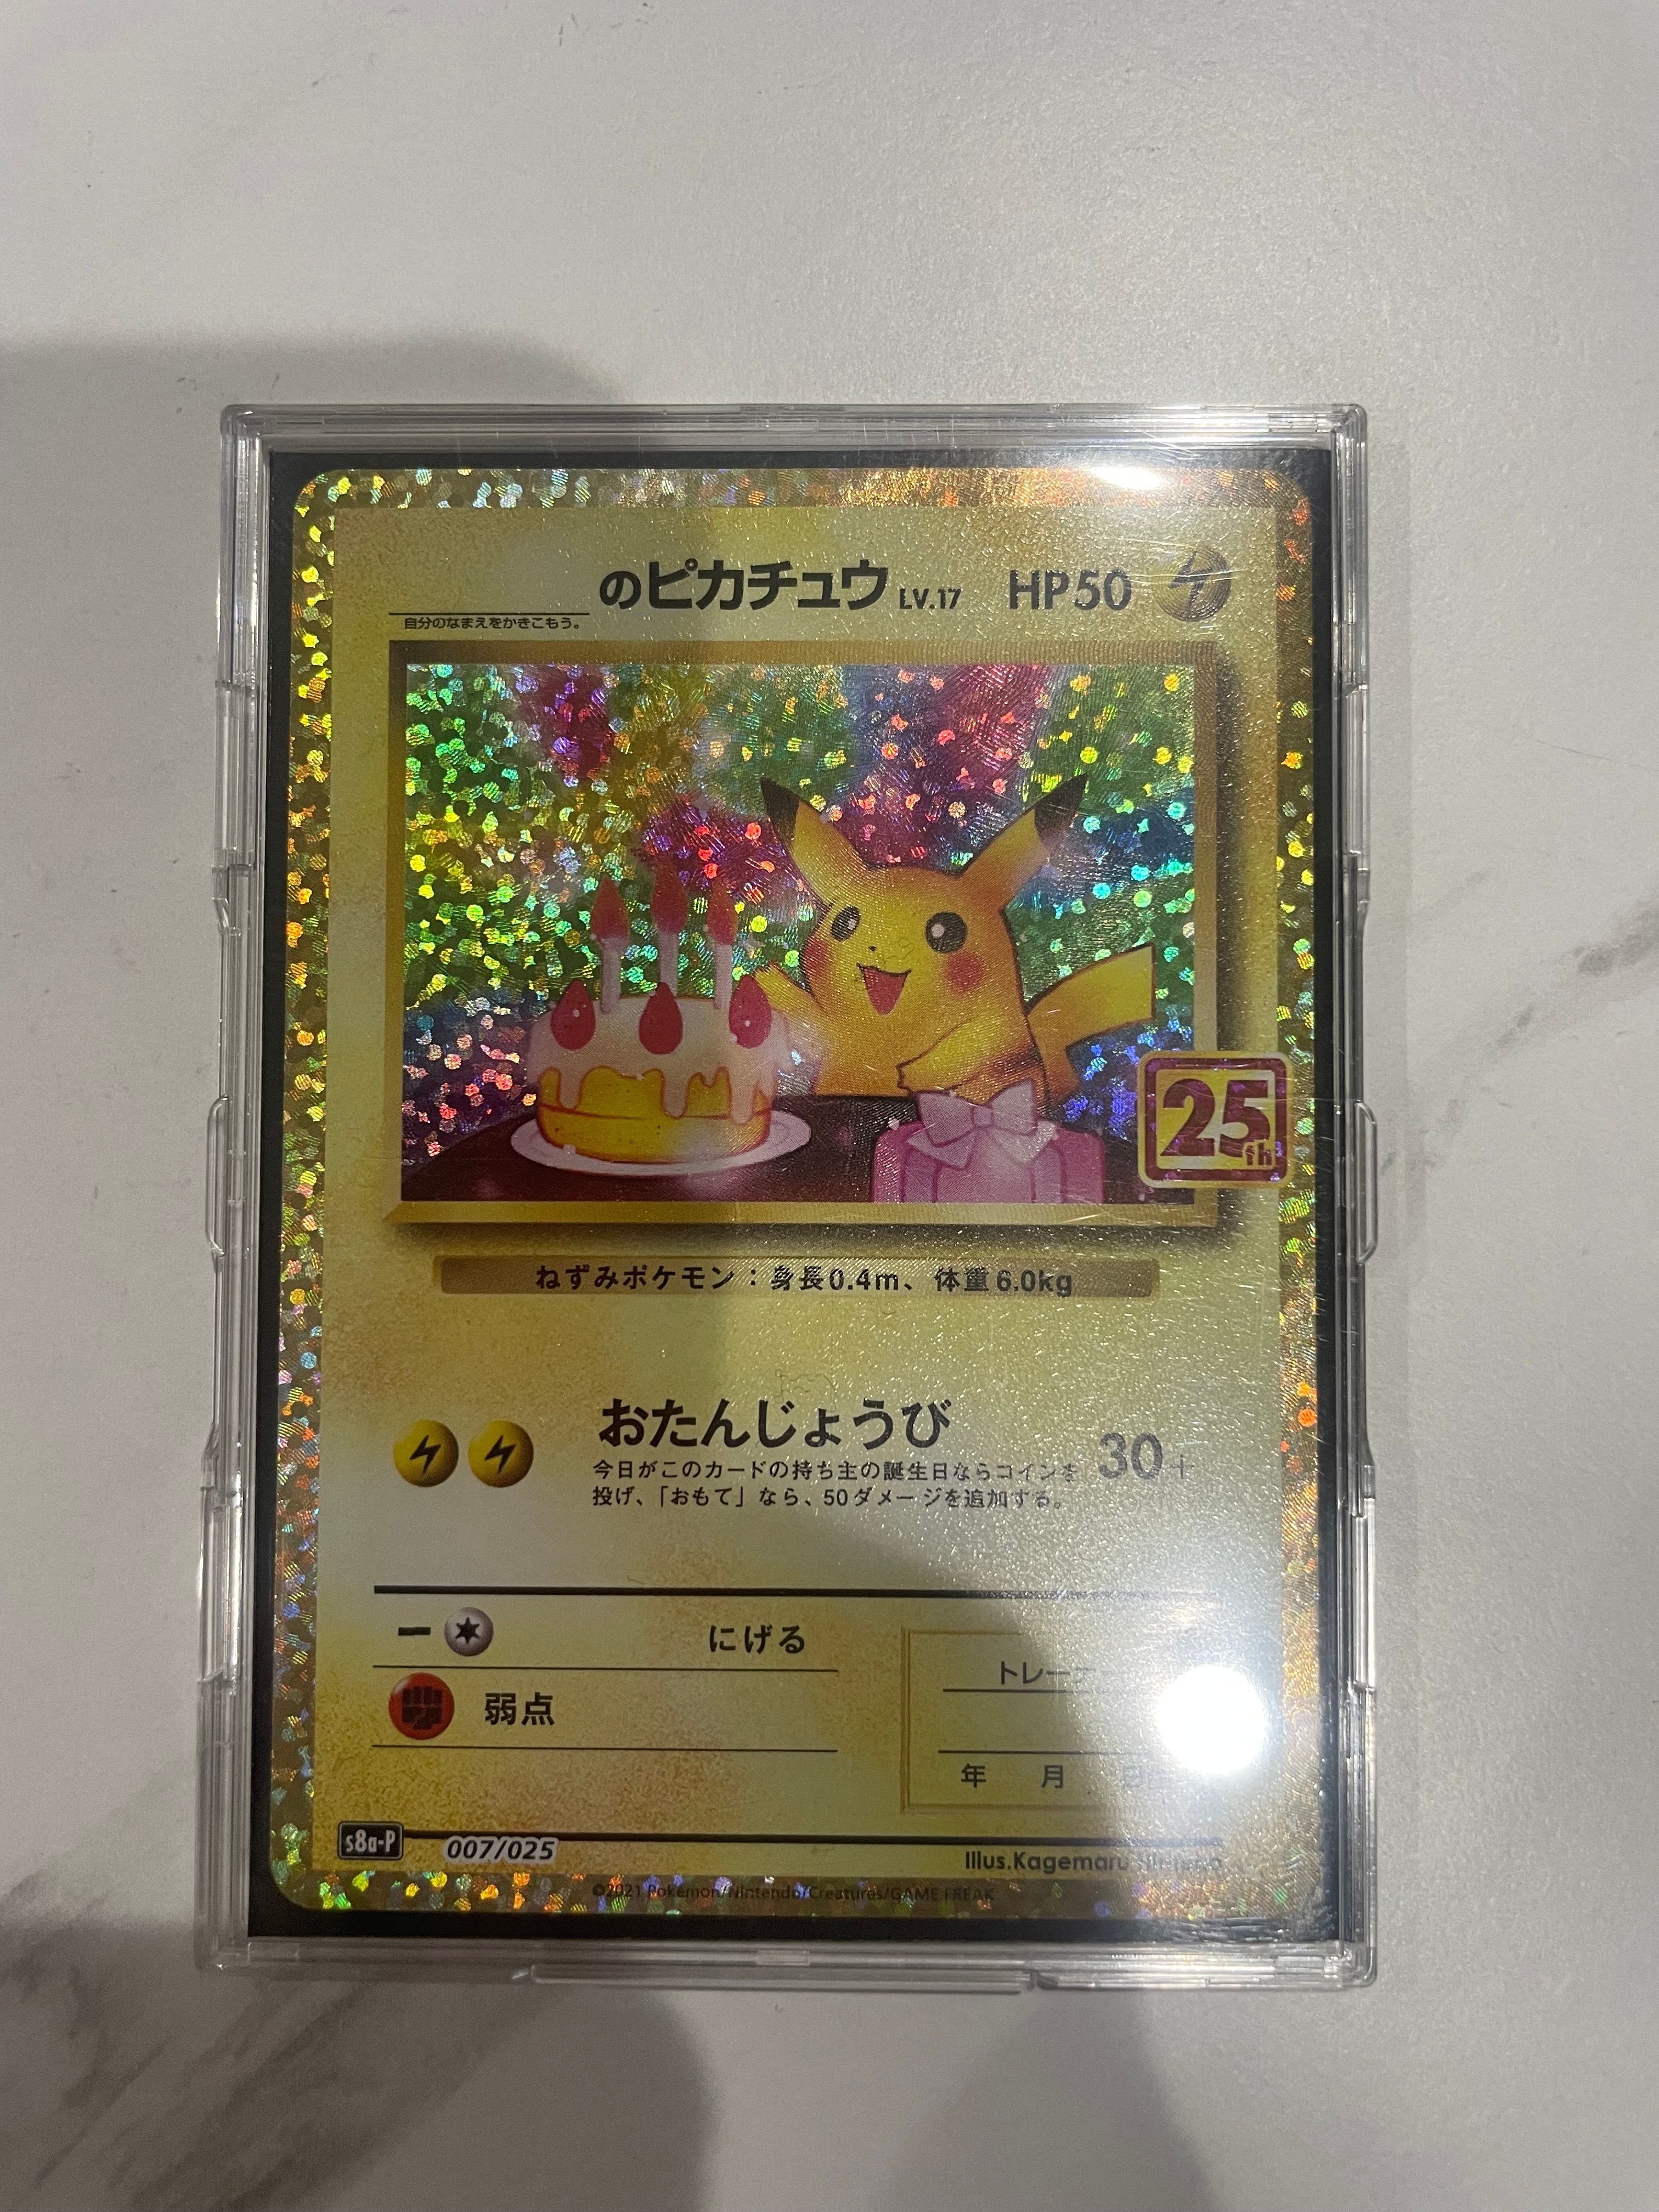 のピカチュウ LV.17 HP50
自分のなまえをかきこもう。
25th
ねずみポケモン：身長0.4m、体重6.0kg
おたんじょうび
30+
今日がこのカードの持ち主の誕生日ならコインを
投げ、「おもて」なら、50ダメージを追加する。
にげる
弱点
トレー
年 月 日
s8a-P 007/025
Illus.Kagemaru
©2021 Pokémon/Nintendo/Creatures/GAME FREAK